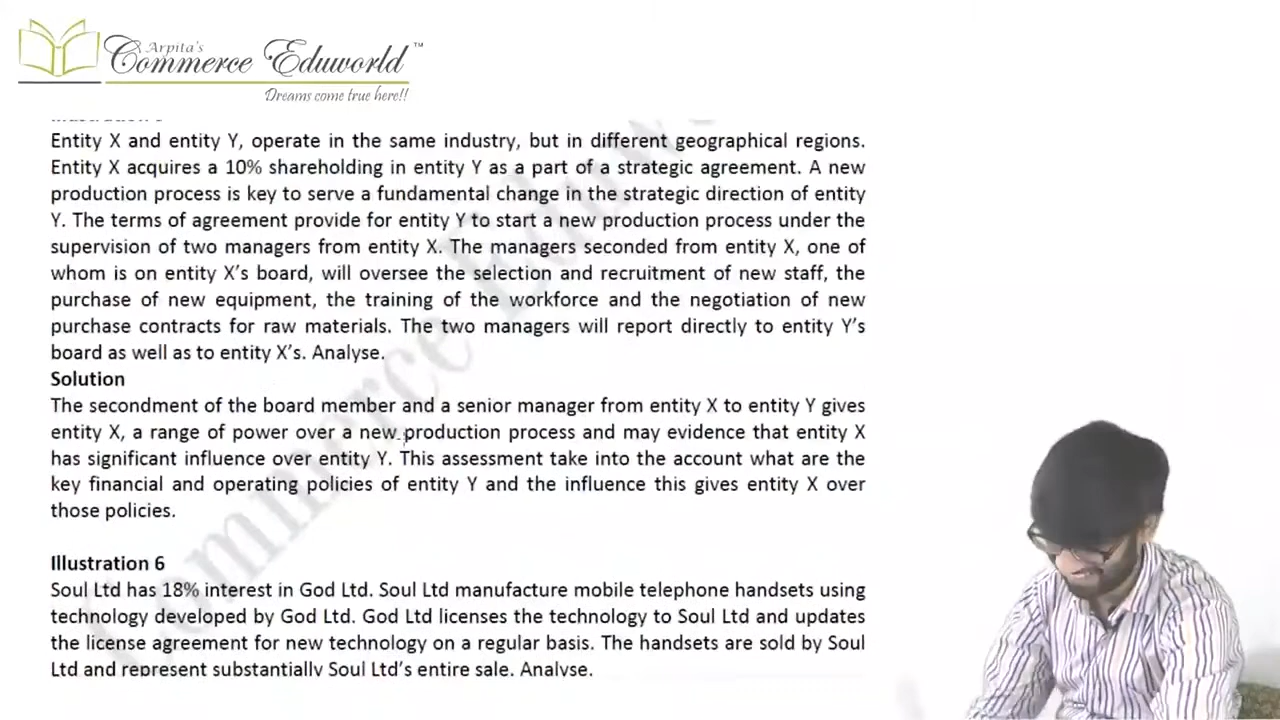 Arpita's
Commerce Eduworld™
Dreams come true here!!
Entity X and entity Y, operate in the same industry, but in different geographical regions.
Entity X acquires a 10% shareholding in entity Y as a part of a strategic agreement. A new
production process is key to serve a fundamental change in the strategic direction of entity
Y. The terms of agreement provide for entity Y to start a new production process under the
supervision of two managers from entity X. The managers seconded from entity X, one of
whom is on entity X's board, will oversee the selection and recruitment of new staff, the
purchase of new equipment, the training of the workforce and the negotiation of new
purchase contracts for raw materials. The two managers will report directly to entity Y's
board as well as to entity X's. Analyse.
Solution
The secondment of the board member and a senior manager from entity X to entity Y gives
entity X, a range of power over a new production process and may evidence that entity X
has significant influence over entity Y. This assessment take into the account what are the
key financial and operating policies of entity Y and the influence this gives entity X over
those policies.
Illustration 6
Soul Ltd has 18% interest in God Ltd. Soul Ltd manufacture mobile telephone handsets using
technology developed by God Ltd. God Ltd licenses the technology to Soul Ltd and updates
the license agreement for new technology on a regular basis. The handsets are sold by Soul
Ltd and represent substantially Soul Ltd's entire sale. Analyse.
Commerce Eduw